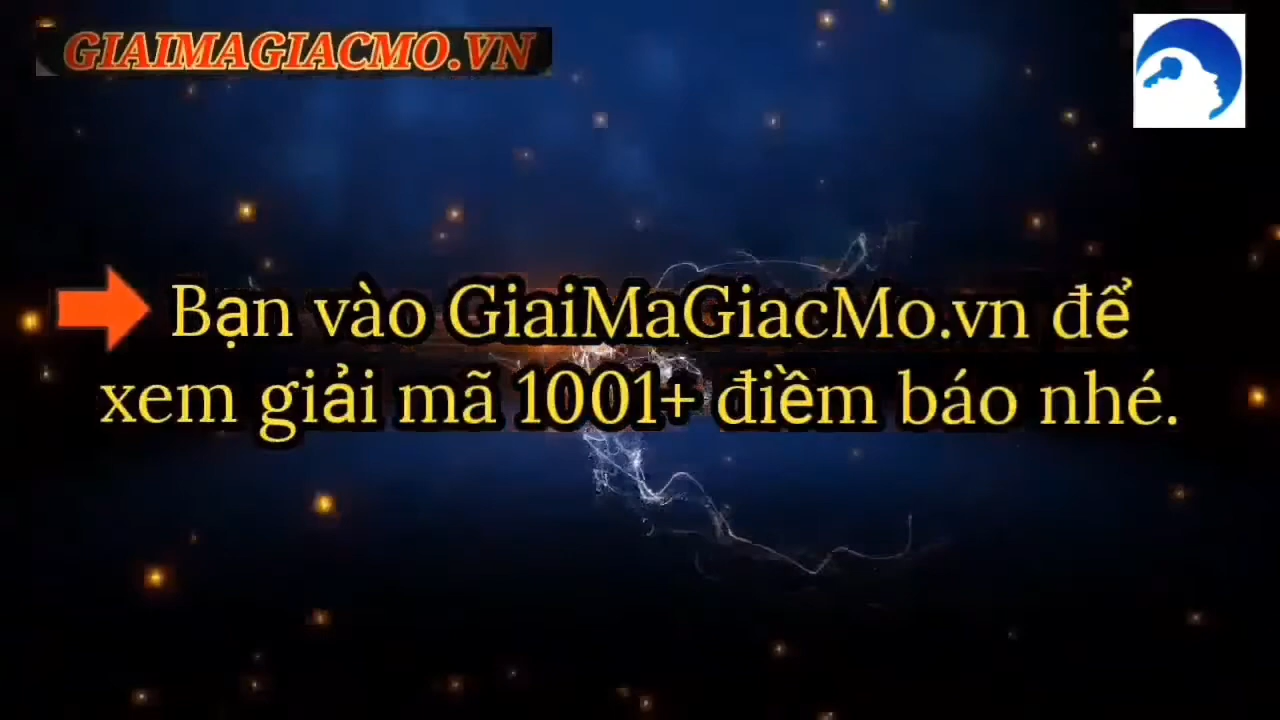 GIAIMAGIACMO.VN
Bạn vào GiaiMaGiacMo.vn để
xem giải mã 1001+ điềm báo nhé.